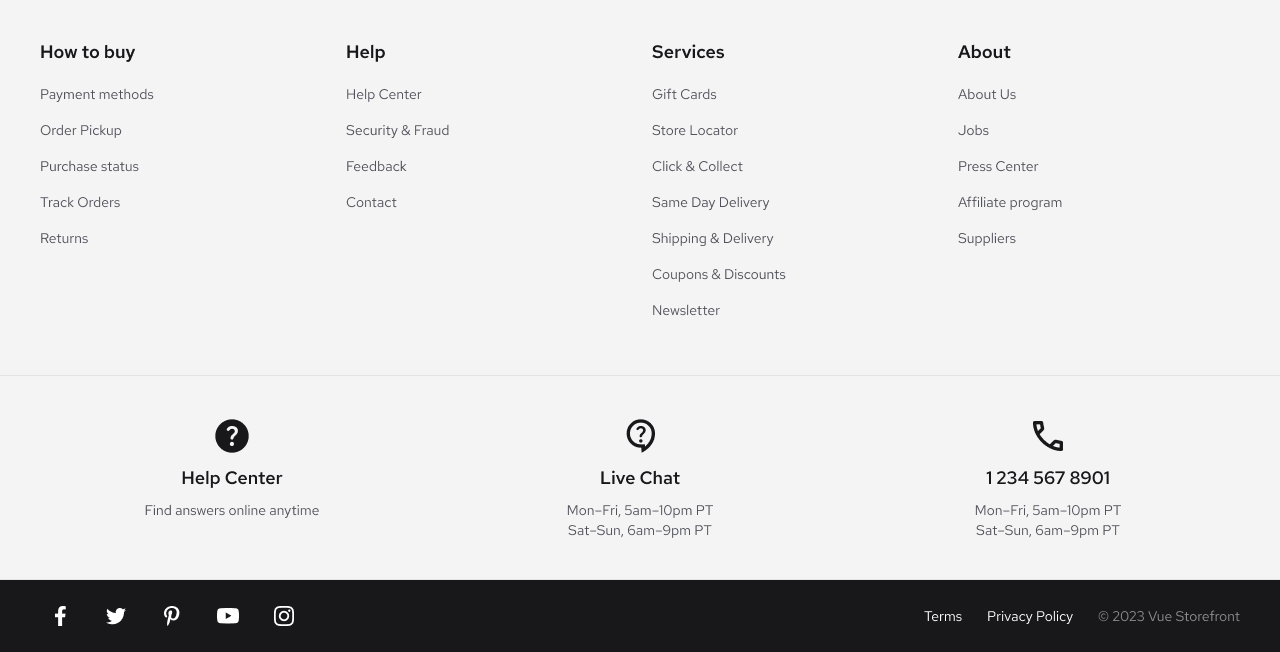 How to buy
Payment methods
Order Pickup
Purchase status
Track Orders
Returns
Help
Help Center
Security & Fraud
Feedback
Contact
Services
Gift Cards
Store Locator
Click & Collect
Same Day Delivery
Shipping & Delivery
Coupons & Discounts
Newsletter
About
About Us
Jobs
Press Center
Affiliate program
Suppliers
Help Center
Find answers online anytime
Live Chat
Mon–Fri, 5am–10pm PT
Sat–Sun, 6am–9pm PT
1 234 567 8901
Mon–Fri, 5am–10pm PT
Sat–Sun, 6am–9pm PT
Terms
Privacy Policy
© 2023 Vue Storefront